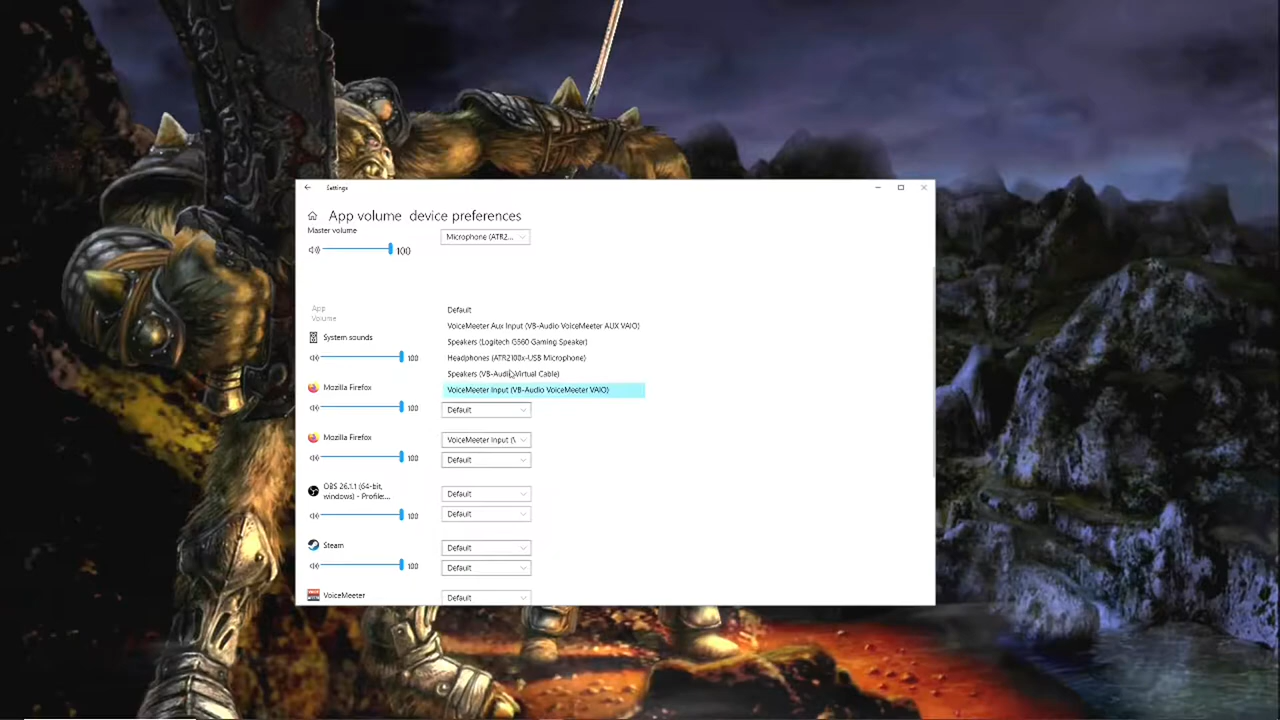 Settings
App volume device preferences
Master volume
100
Microphone (ATR2...
App
Volume
Default
VoiceMeeter Aux Input (VB-Audio VoiceMeeter AUX VAIO)
System sounds
Speakers (Logitech G560 Gaming Speaker)
100
Headphones (ATR2100x-USB Microphone)
Speakers (VB-Audio Virtual Cable)
Mozilla Firefox
VoiceMeeter Input (VB-Audio VoiceMeeter VAIO)
100
Default
Mozilla Firefox
VoiceMeeter Input (\
100
Default
OBS 26.1.1 (64-bit,
windows) - Profile:...
Default
100
Default
Steam
Default
100
Default
VoiceMeeter
Default